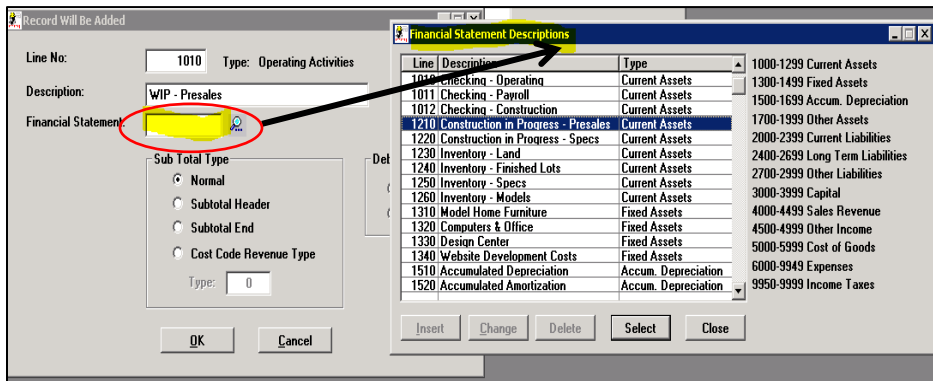 Record Will Be Added
Line No: 1010 Type: Operating Activities
Description: WIP - Presales
Financial Statement:
Sub Total Type
Normal
Subtotal Header
Subtotal End
Cost Code Revenue Type
Type: 0
Deb
OK Cancel
Financial Statement Descriptions
Line Description Type
1010 Checking - Operating Current Assets
1011 Checking - Payroll Current Assets
1012 Checking - Construction Current Assets
1210 Construction in Progress - Presales Current Assets
1220 Construction in Progress - Specs Current Assets
1230 Inventory - Land Current Assets
1240 Inventory - Finished Lots Current Assets
1250 Inventory - Specs Current Assets
1260 Inventory - Models Current Assets
1310 Model Home Furniture Fixed Assets
1320 Computers & Office Fixed Assets
1330 Design Center Fixed Assets
1340 Website Development Costs Fixed Assets
1510 Accumulated Depreciation Accum. Depreciation
1520 Accumulated Amortization Accum. Depreciation
Insert Change Delete Select Close
1000-1299 Current Assets
1300-1499 Fixed Assets
1500-1699 Accum. Depreciation
1700-1999 Other Assets
2000-2399 Current Liabilities
2400-2699 Long Term Liabilities
2700-2999 Other Liabilities
3000-3999 Capital
4000-4499 Sales Revenue
4500-4999 Other Income
5000-5999 Cost of Goods
6000-9949 Expenses
9950-9999 Income Taxes